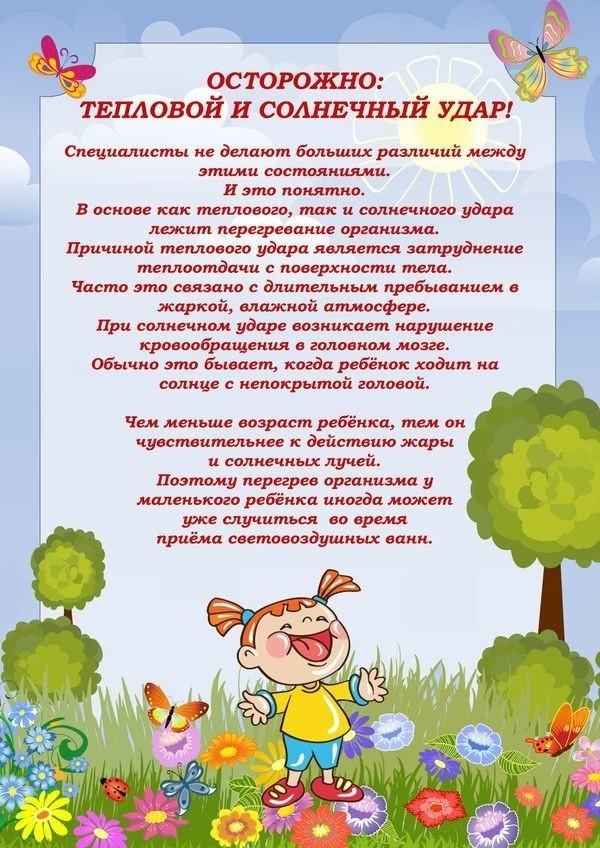 ОСТОРОЖНО:
ТЕПЛОВОЙ И СОЛНЕЧНЫЙ УДАР!
Специалисты не делают больших различий между
этими состояниями.
И это понятно.
В основе как теплового, так и солнечного удара
лежит перегревание организма.
Причиной теплового удара является затруднение
теплоотдачи с поверхности тела.
Часто это связано с длительным пребыванием в
жаркой, влажной атмосфере.
При солнечном ударе возникает нарушение
кровообращения в головном мозге.
Обычно это бывает, когда ребёнок ходит на
солнце с непокрытой головой.
Чем меньше возраст ребёнка, тем он
чувствительнее к действию жары
и солнечных лучей.
Поэтому перегрев организма у
маленького ребёнка иногда может
уже случиться во время
приёма световоздушных ванн.